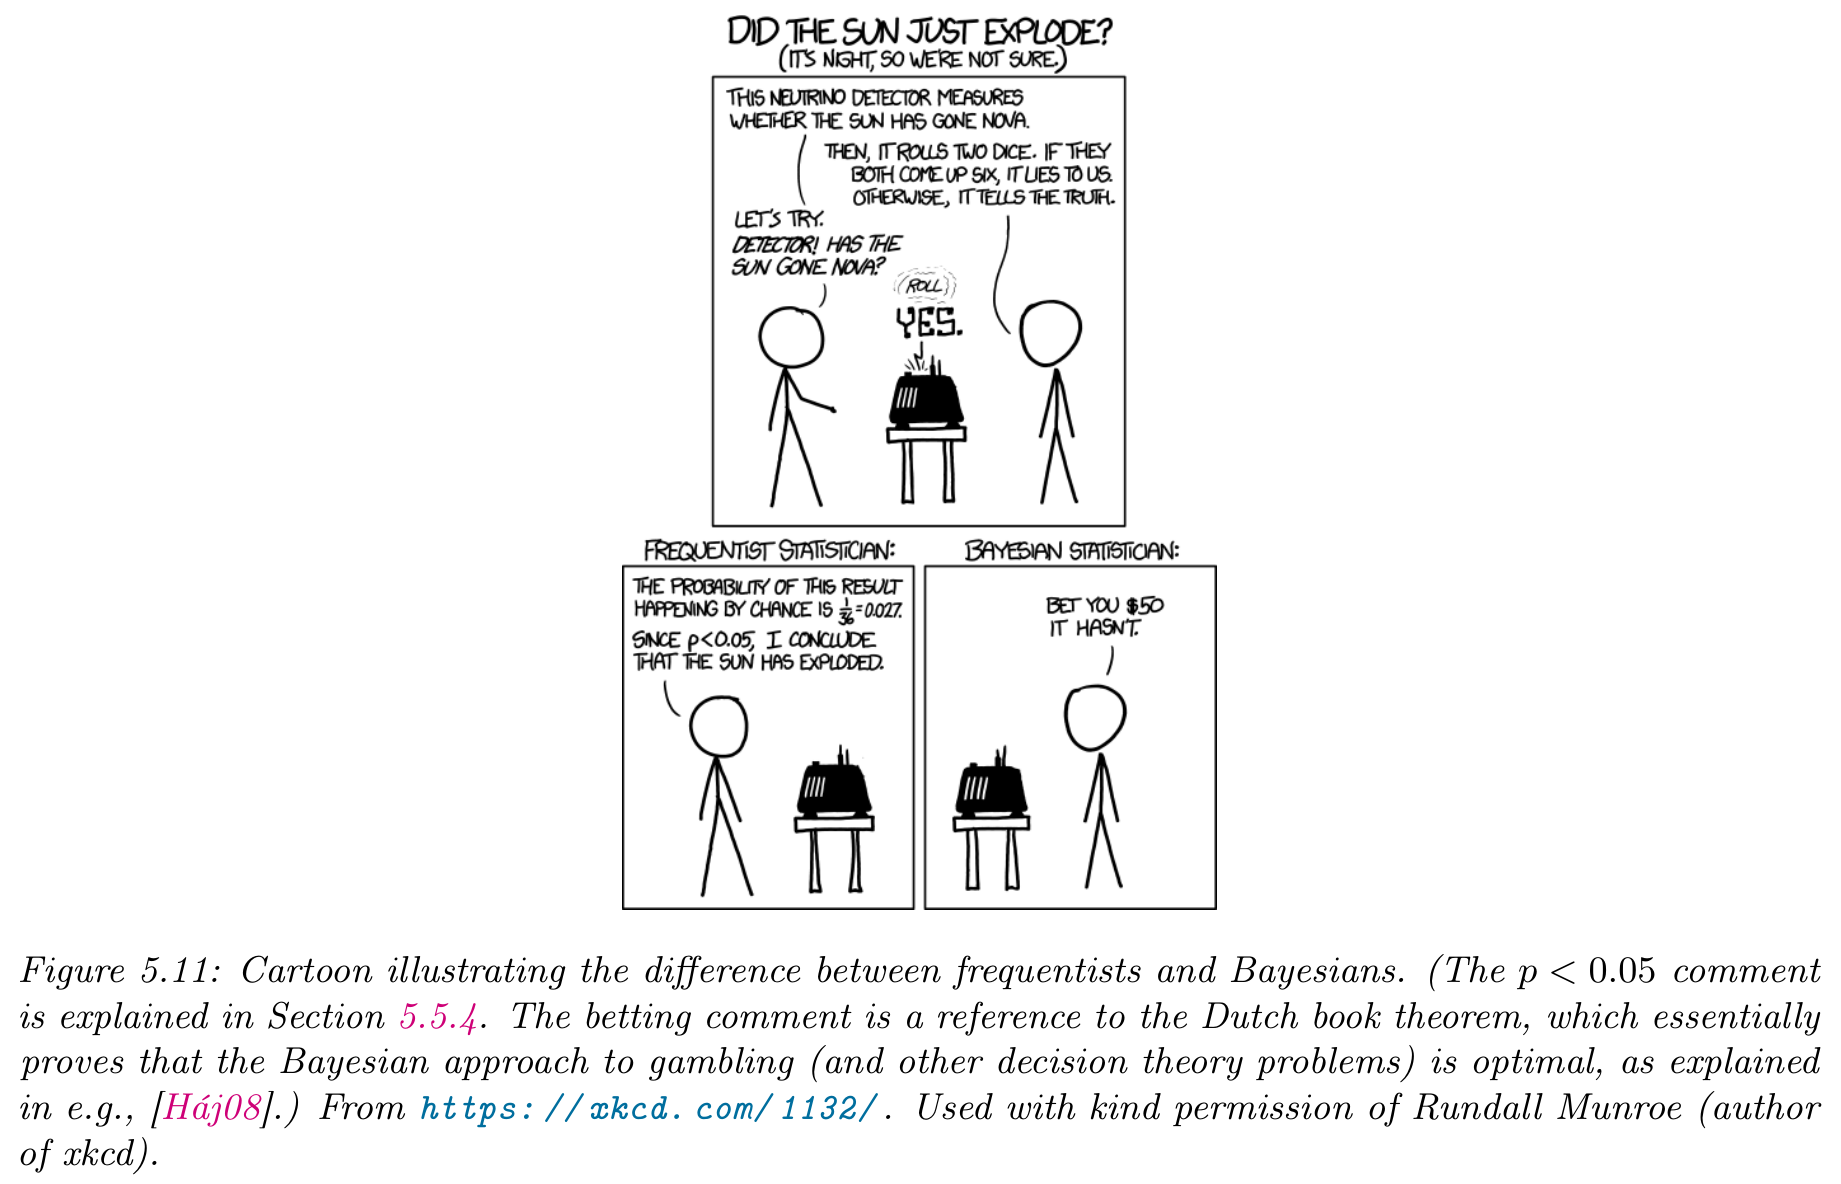 DID THE SUN JUST EXPLODE?
(IT'S NIGHT, SO WE'RE NOT SURE.)
THIS NEUTRINO DETECTOR MEASURES
WHETHER THE SUN HAS GONE NOVA.
THEN, IT ROLLS TWO DICE. IF THEY
BOTH COME UP SIX, IT LIES TO US.
OTHERWISE, IT TELLS THE TRUTH.
LET'S TRY.
DETECTOR! HAS THE
SUN GONE NOVA?
(ROLL)
YES.
FREQUENTIST STATISTICIAN:
THE PROBABILITY OF THIS RESULT
HAPPENING BY CHANCE IS 1/36=0.027.
SINCE p<0.05, I CONCLUDE
THAT THE SUN HAS EXPLODED.
BAYESIAN STATISTICIAN:
BET YOU $50
IT HASN'T.
Figure 5.11: Cartoon illustrating the difference between frequentists and Bayesians. (The p < 0.05 comment
is explained in Section 5.5.4. The betting comment is a reference to the Dutch book theorem, which essentially
proves that the Bayesian approach to gambling (and other decision theory problems) is optimal, as explained
in e.g., [Háj08].) From https://xkcd.com/1132/. Used with kind permission of Rundall Munroe (author
of xkcd).